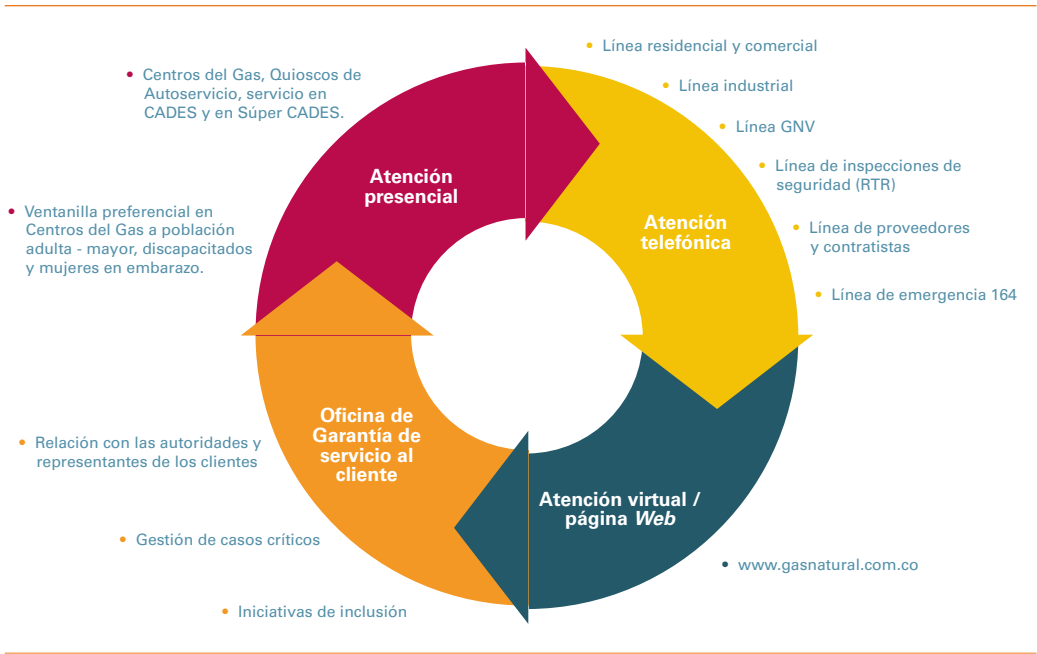 Atención
presencial
• Centros del Gas, Quioscos de
Autoservicio, servicio en
CADES y en Súper CADES.
• Ventanilla preferencial en
Centros del Gas a población
adulta - mayor, discapacitados
y mujeres en embarazo.
Atención
telefónica
• Línea residencial y comercial
• Línea industrial
• Línea GNV
• Línea de inspecciones de
seguridad (RTR)
• Línea de proveedores
y contratistas
• Línea de emergencia 164
Atención virtual /
página Web
• www.gasnatural.com.co
Oficina de
Garantía de
servicio al
cliente
• Relación con las autoridades y
representantes de los clientes
• Gestión de casos críticos
• Iniciativas de inclusión